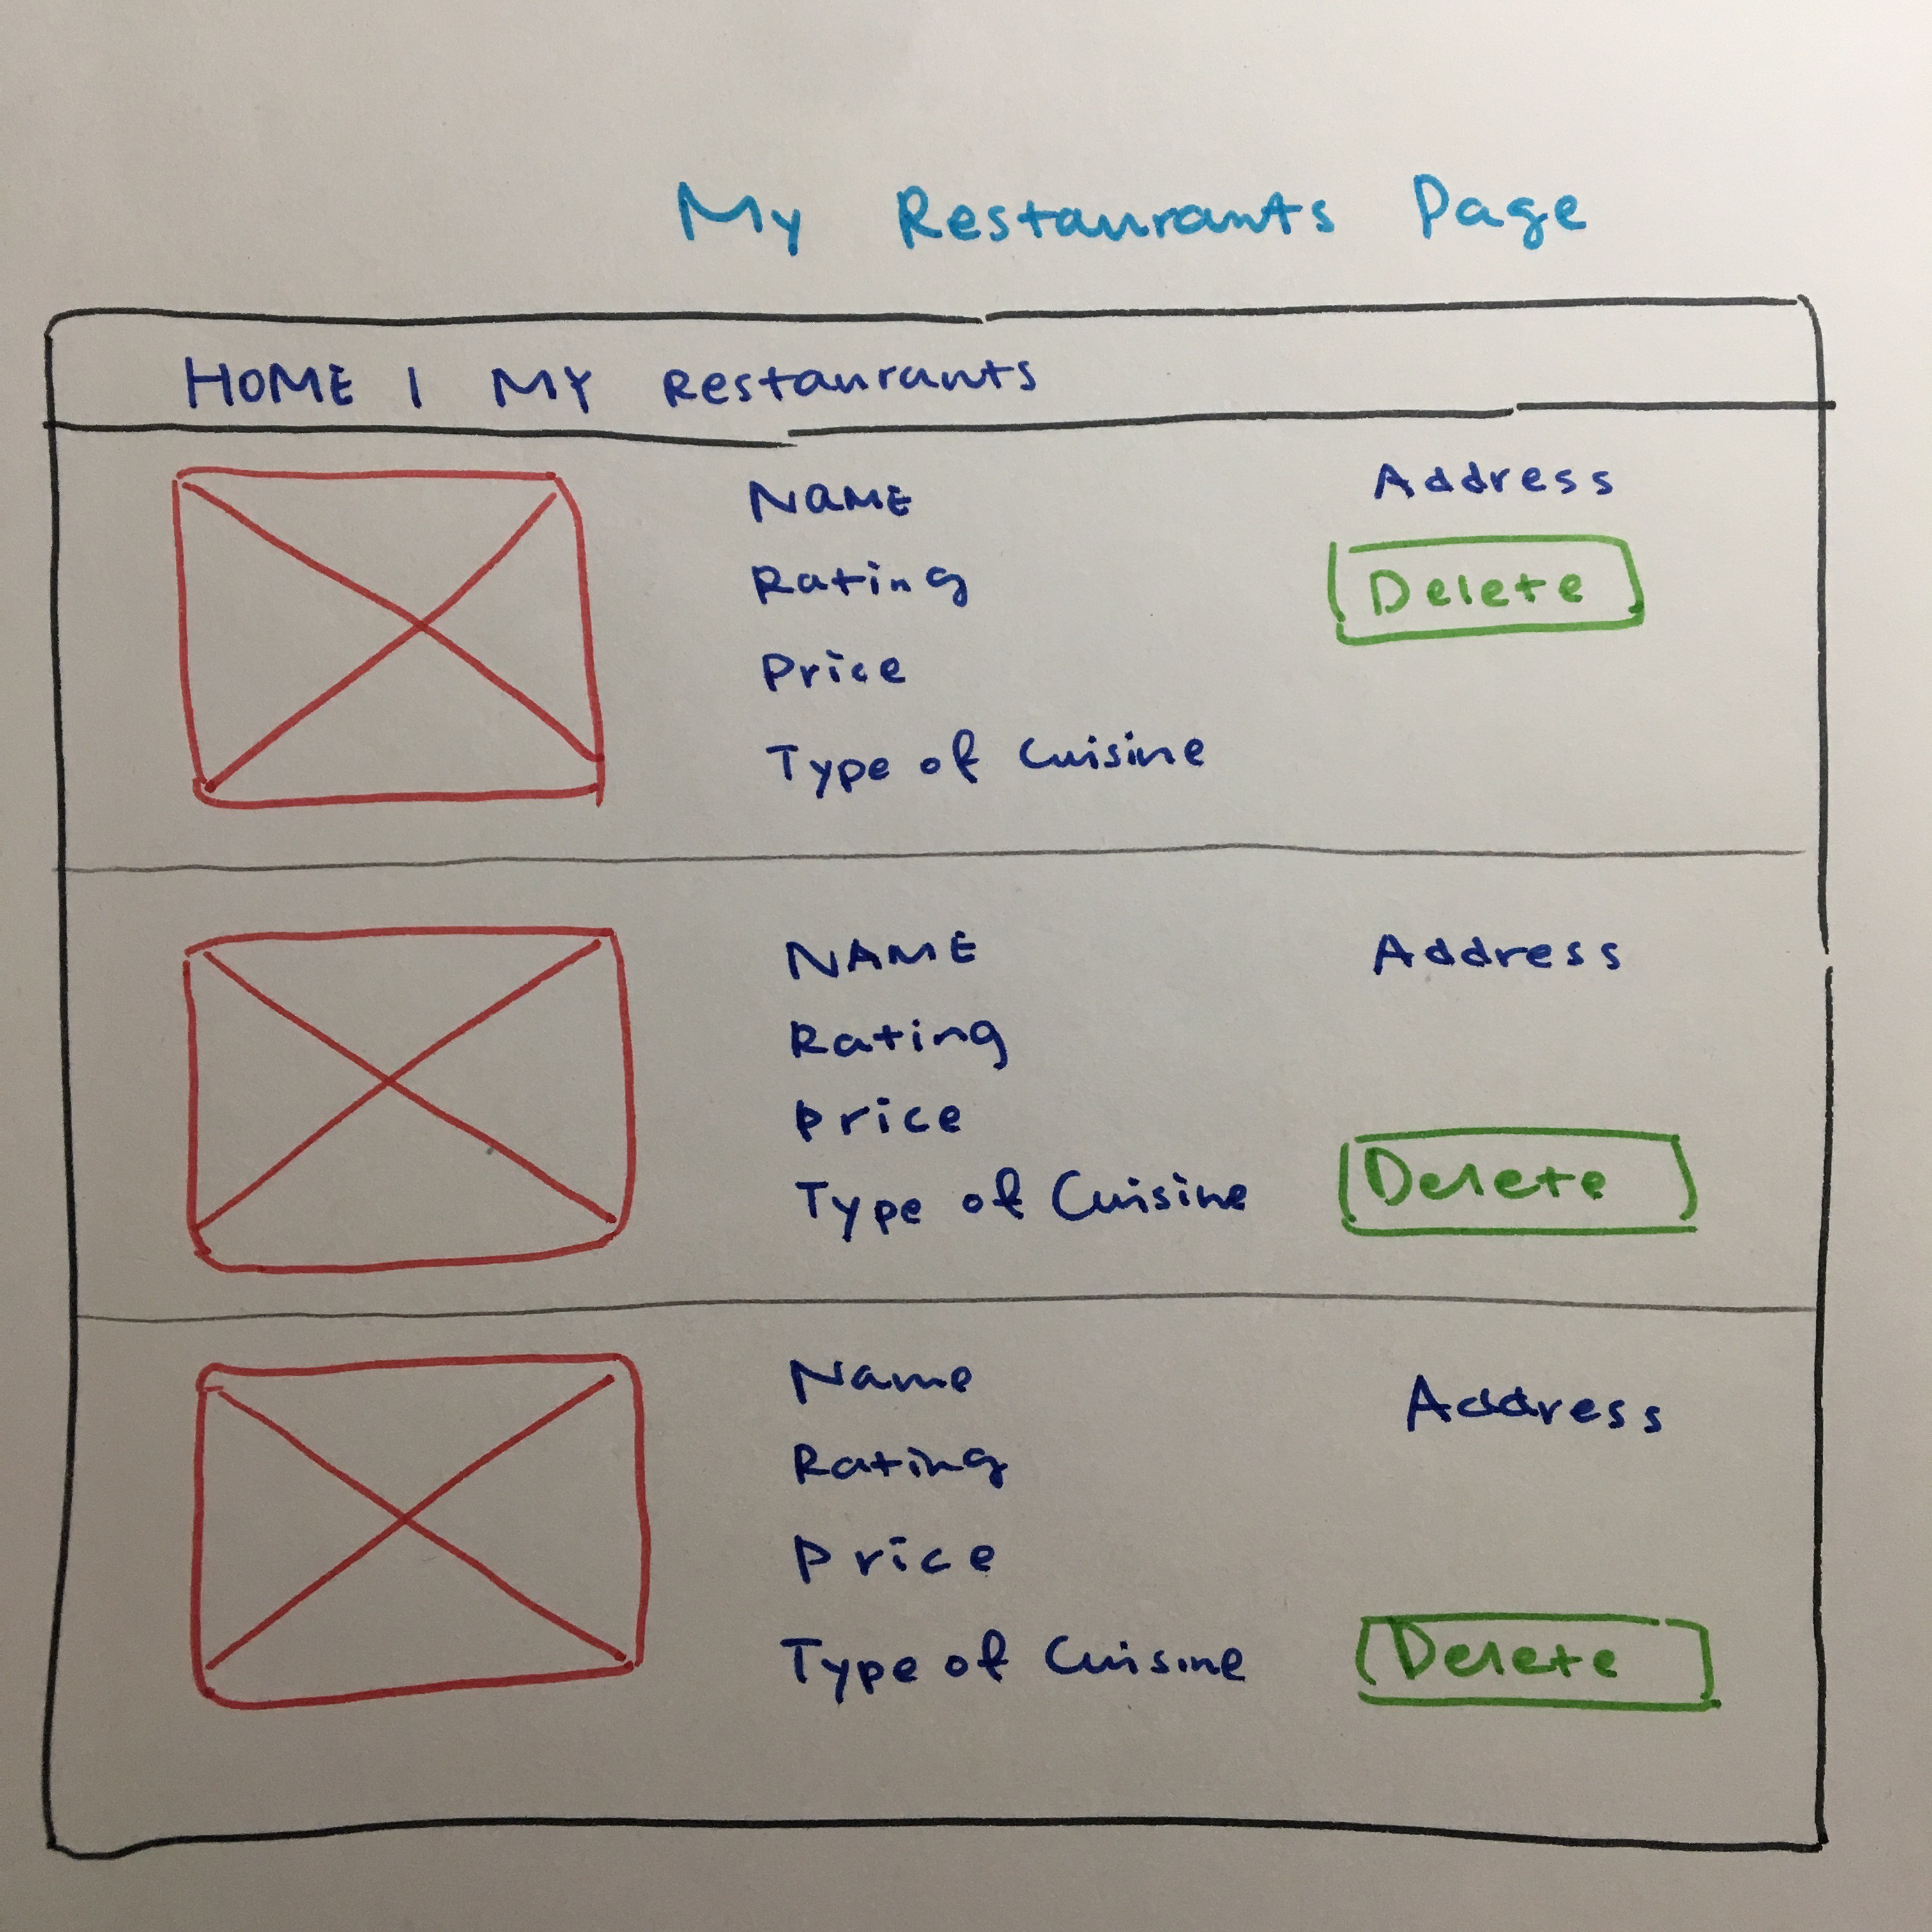 My Restaurants Page
HOME | MY Restaurants
NaME
Rating
Price
Type of Cuisine
Address
Delete
NAME
Rating
Price
Type of Cuisine
Address
Delete
Name
Rating
Price
Type of Cuisine
Address
Delete